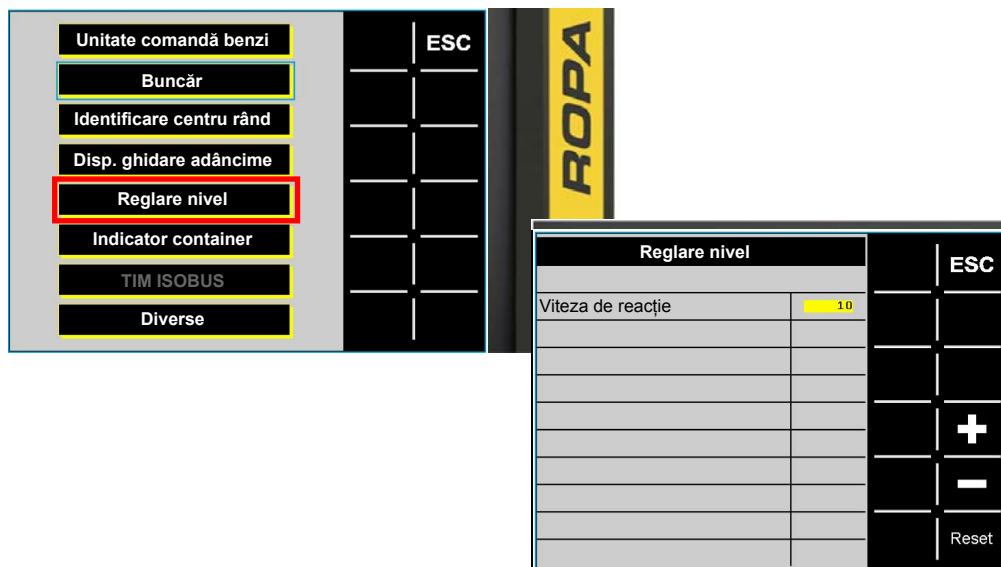 Unitate comandă benzi
ESC
Buncăr
Identificare centru rând
Disp. ghidare adâncime
Reglare nivel
Indicator container
TIM ISOBUS
Diverse
ROPA
Reglare nivel
ESC
Viteza de reacție 10
+
−
Reset